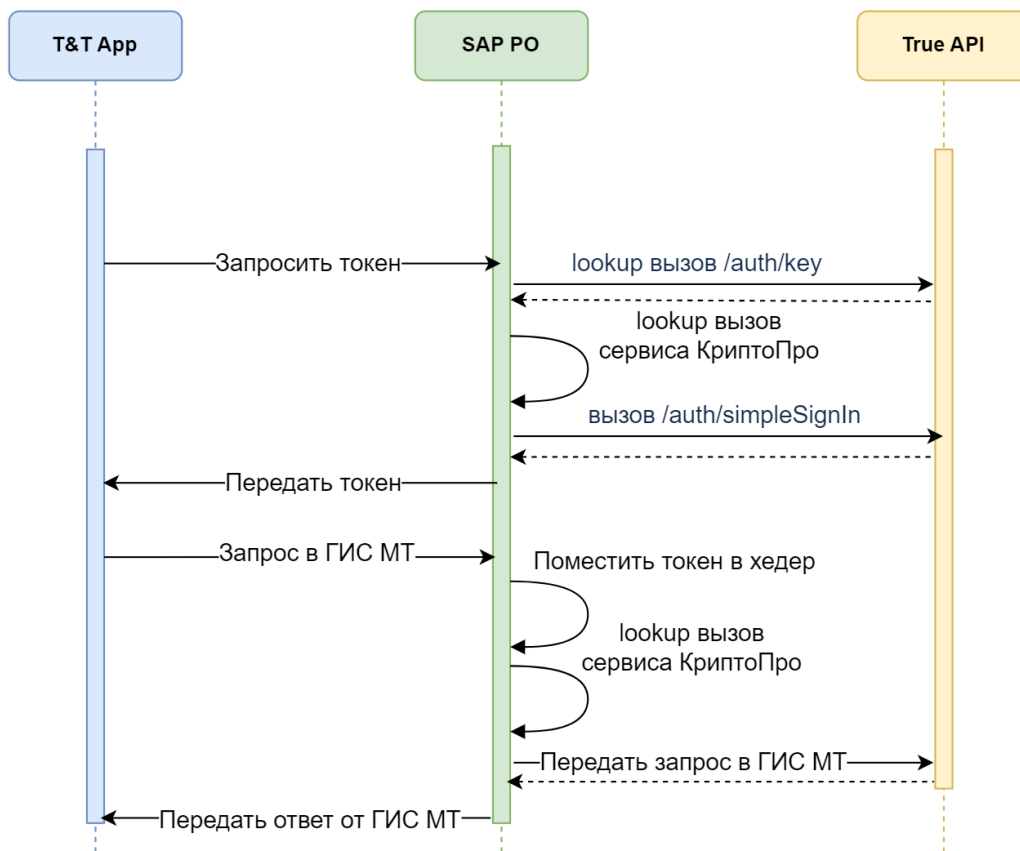 T&T App
SAP PO
True API
Запросить токен
lookup вызов /auth/key
lookup вызов
сервиса КриптоПро
вызов /auth/simpleSignIn
Передать токен
Запрос в ГИС МТ
Поместить токен в хедер
lookup вызов
сервиса КриптоПро
Передать запрос в ГИС МТ
Передать ответ от ГИС МТ